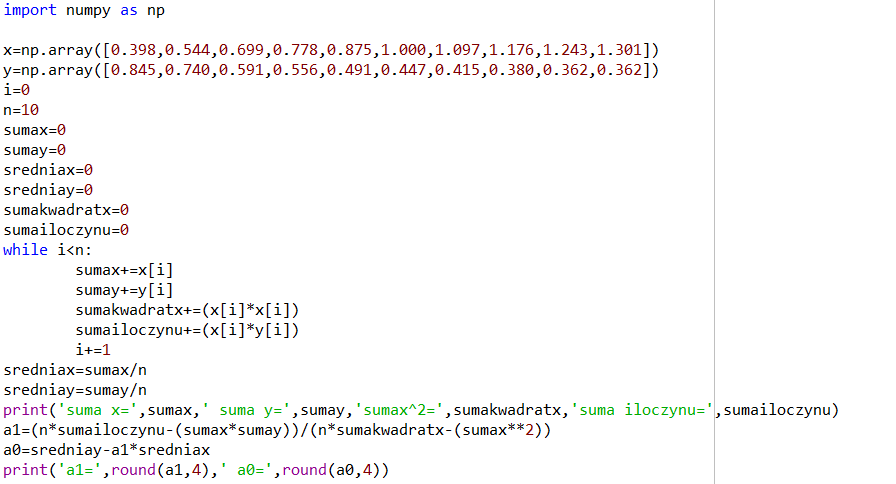 import numpy as np

x=np.array([0.398,0.544,0.699,0.778,0.875,1.000,1.097,1.176,1.243,1.301])
y=np.array([0.845,0.740,0.591,0.556,0.491,0.447,0.415,0.380,0.362,0.362])
i=0
n=10
sumax=0
sumay=0
sredniax=0
sredniay=0
sumakwadratx=0
sumailoczynu=0
while i<n:
        sumax+=x[i]
        sumay+=y[i]
        sumakwadratx+=(x[i]*x[i])
        sumailoczynu+=(x[i]*y[i])
        i+=1
sredniax=sumax/n
sredniay=sumay/n
print('suma x=',sumax,' suma y=',sumay,'sumax^2=',sumakwadratx,'suma iloczynu=',sumailoczynu)
a1=(n*sumailoczynu-(sumax*sumay))/(n*sumakwadratx-(sumax**2))
a0=sredniay-a1*sredniax
print('a1=',round(a1,4),' a0=',round(a0,4))